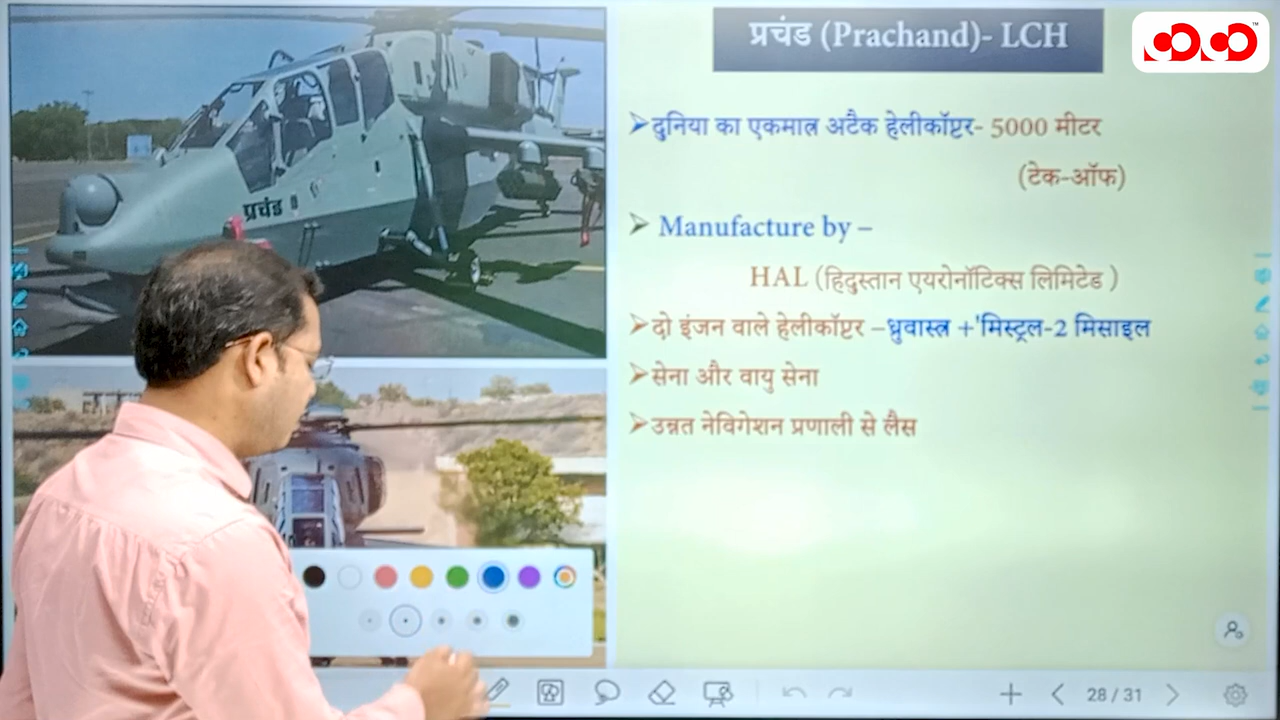 प्रचंड (Prachand)- LCH
➢दुनिया का एकमात्र अटैक हेलीकॉप्टर- 5000 मीटर
(टेक-ऑफ)
➢ Manufacture by –
HAL (हिदुस्तान एयरोनॉटिक्स लिमिटेड )
➢दो इंजन वाले हेलीकॉप्टर –ध्रुवास्त्र +'मिस्ट्रल-2 मिसाइल
➢सेना और वायु सेना
➢उन्नत नेविगेशन प्रणाली से लैस
प्रचंड
28 / 31